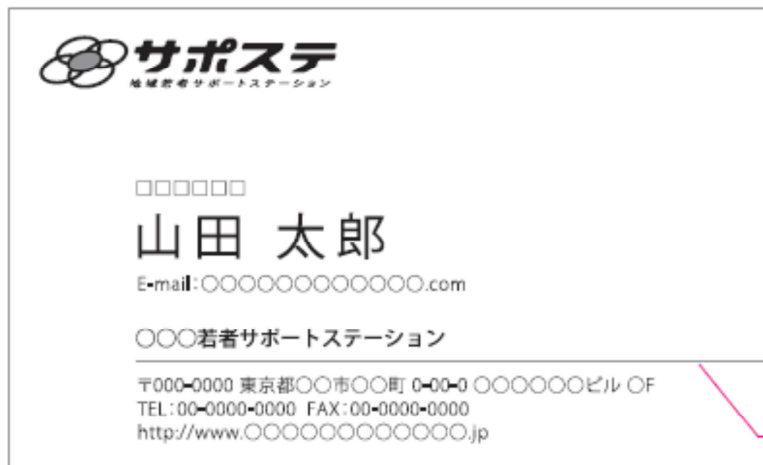 サポステ
地域若者サポートステーション
□□□□□□
山田 太郎
E-mail:○○○○○○○○○○○○.com
○○○若者サポートステーション
〒000-0000 東京都○○市○○町 0-00-0 ○○○○○○ビル ○F
TEL:00-0000-0000 FAX:00-0000-0000
http://www.○○○○○○○○○○○○.jp